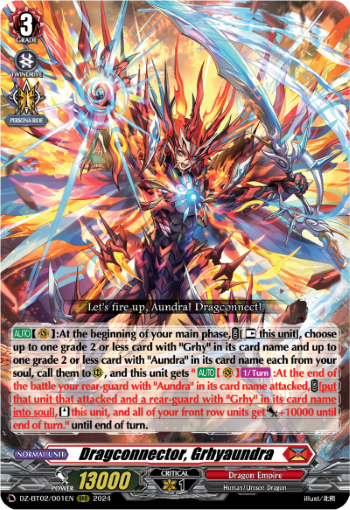 3
GRADE
TWINDRIVE
PERSONA RIDE
Let's fire up, Aundra! Dragconnect!
AUTO [ ]:At the beginning of your main phase, [ this unit], choose
up to one grade 2 or less card with "Grhy" in its card name and up to
one grade 2 or less card with "Aundra" in its card name each from your
soul, call them to , and this unit gets " AUTO [ ] 1/Turn :At the end of
the battle your rear-guard with "Aundra" in its card name attacked,
put that unit that attacked and a rear-guard with "Grhy" in its card name
into soul], this unit, and all of your front row units get +10000 until
end of turn." until end of turn.
NORMAL UNIT
Dragconnector, Grhyaundra
POWER 13000
CRITICAL
1
Dragon Empire
Human/Unison Dragon
DZ-BT02/001EN RRR 2024
illust/北熊